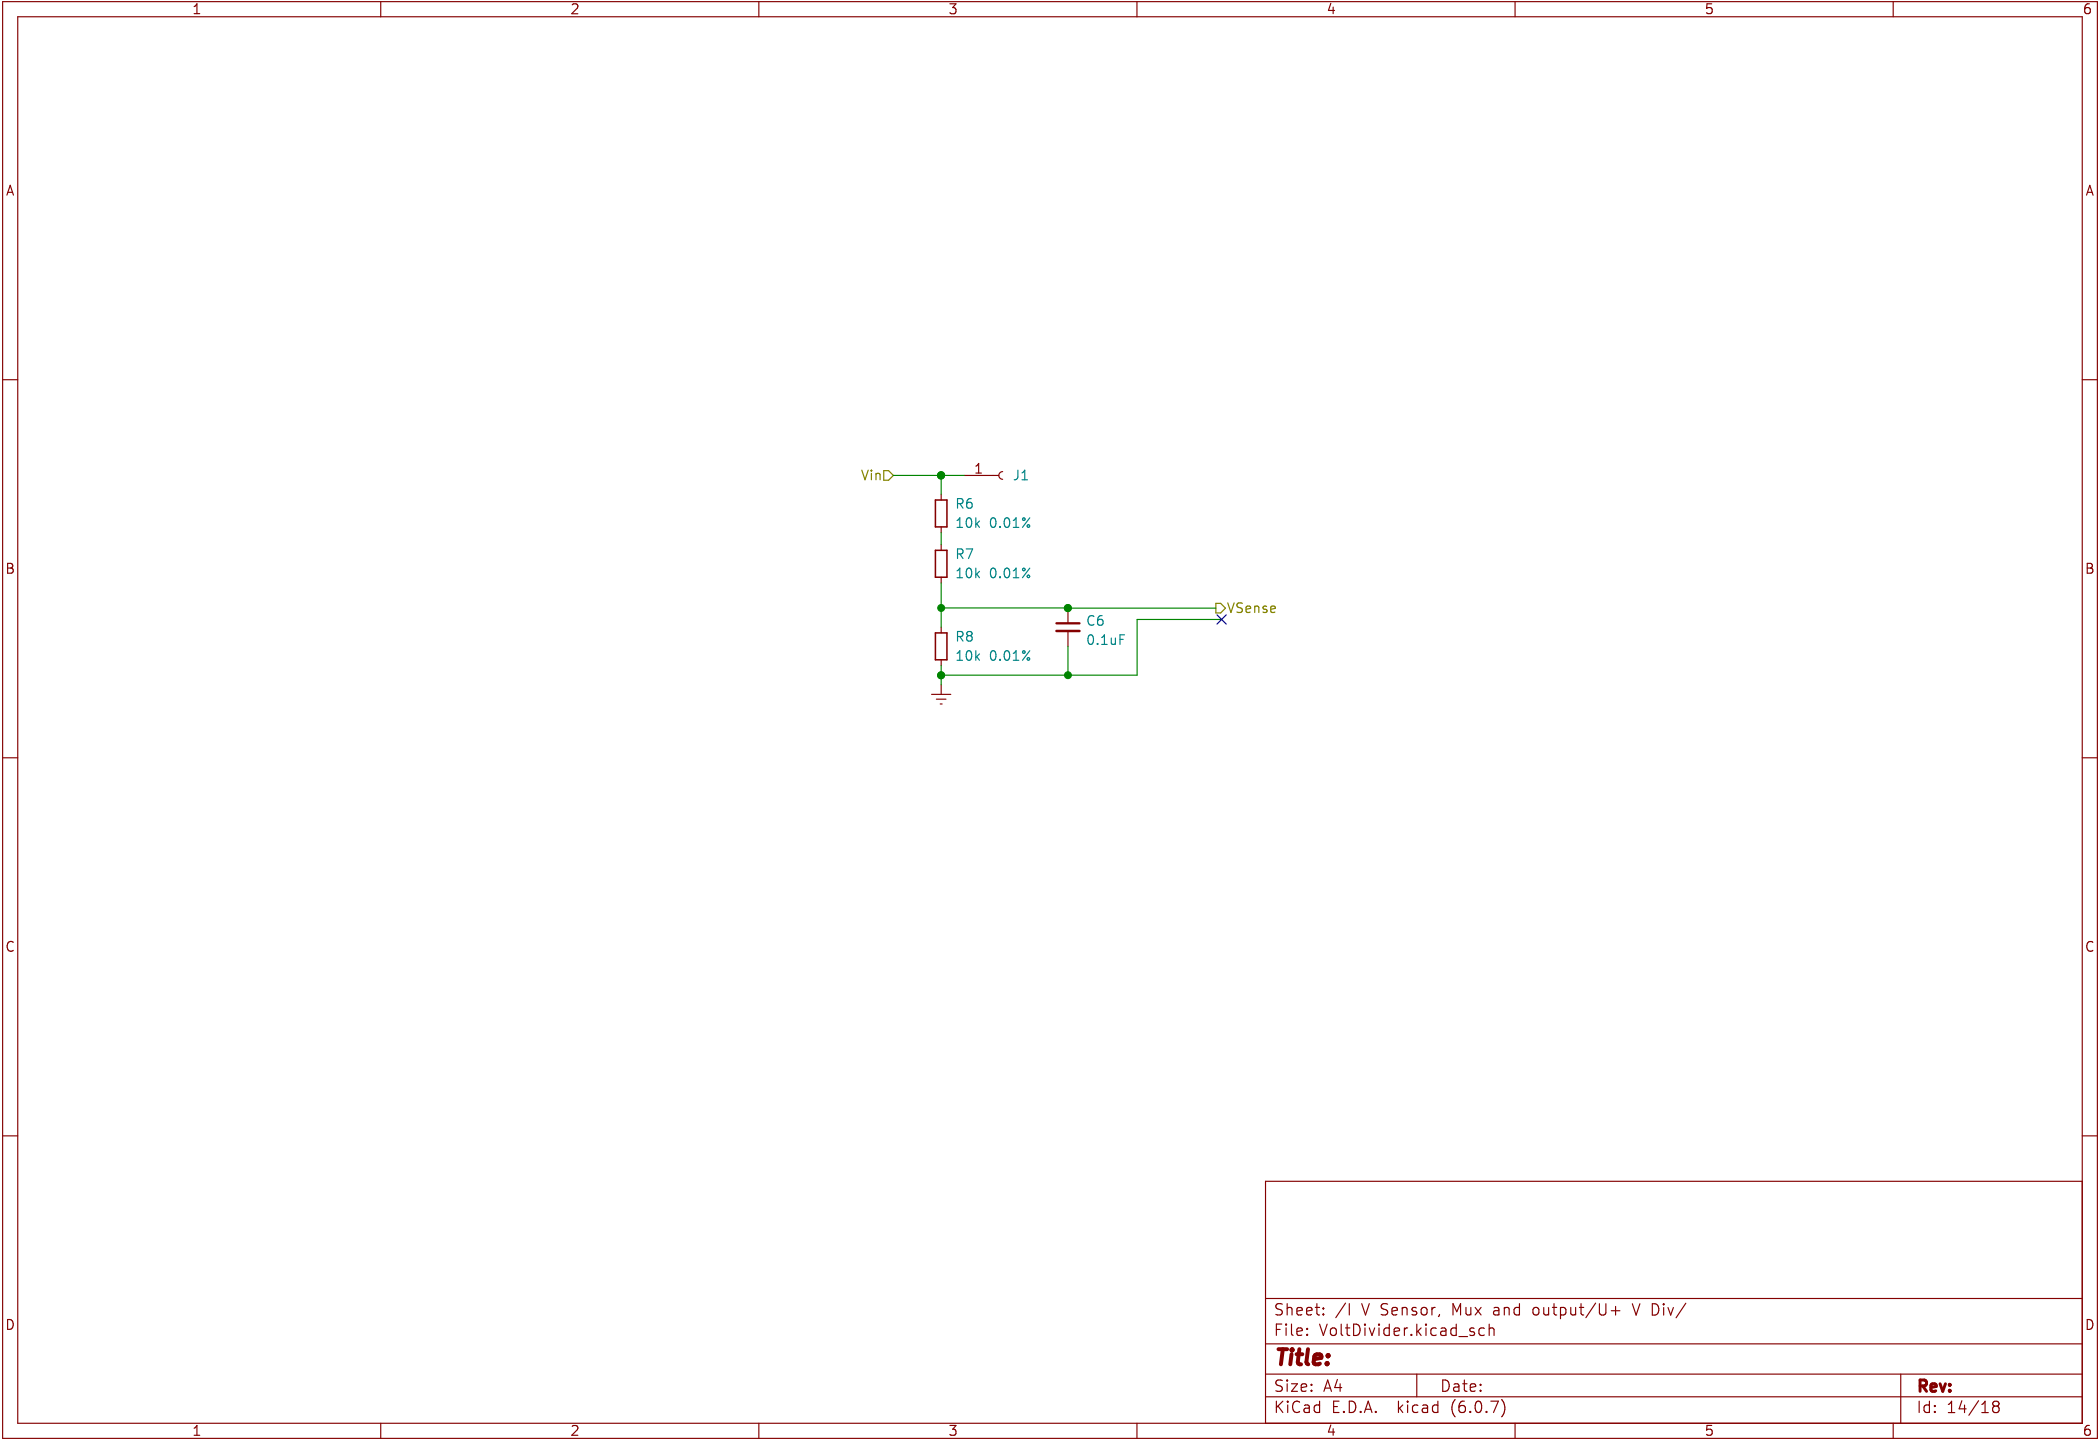 1 2 3 4 5 6
A A
Vin 1 J1
R6
10k 0.01%
R7
10k 0.01%
B B
VSense
C6
0.1uF
R8
10k 0.01%
C C
Sheet: /I V Sensor, Mux and output/U+ V Div/
D D
File: VoltDivider.kicad_sch
Title:
Size: A4 Date: Rev:
KiCad E.D.A. kicad (6.0.7) Id: 14/18
1 2 3 4 5 6